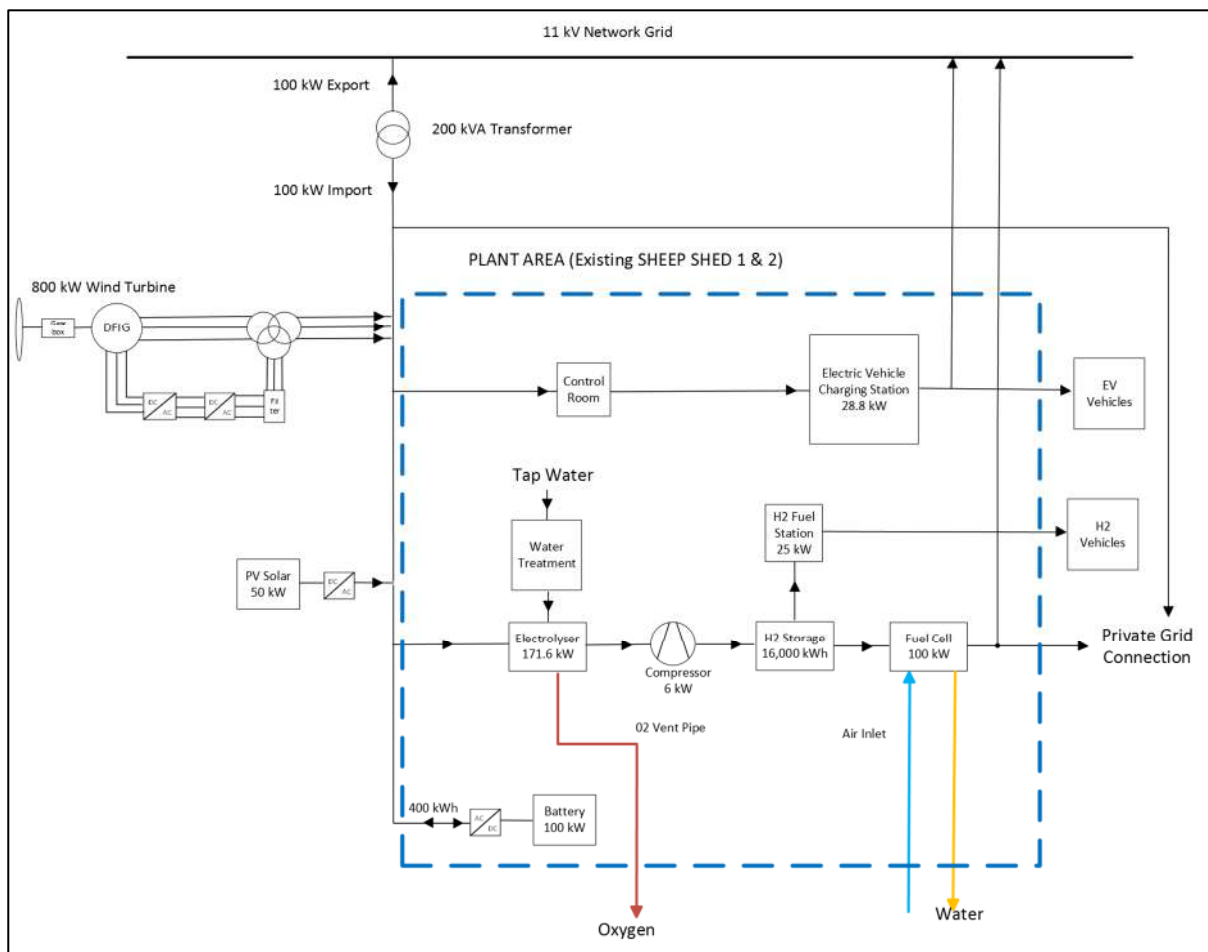 11 kV Network Grid
100 kW Export
200 kVA Transformer
100 kW Import
PLANT AREA (Existing SHEEP SHED 1 & 2)
800 kW Wind Turbine
Gear
box
DFIG
DC
AC
DC
AC
Fil
ter
Control
Room
Electric Vehicle
Charging Station
28.8 kW
EV
Vehicles
Tap Water
Water
Treatment
H2 Fuel
Station
25 kW
H2
Vehicles
PV Solar
50 kW
DC
AC
Electrolyser
171.6 kW
Compressor
6 kW
H2 Storage
16,000 kWh
Fuel Cell
100 kW
Private Grid
Connection
02 Vent Pipe
Air Inlet
400 kWh
AC
DC
Battery
100 kW
Oxygen
Water